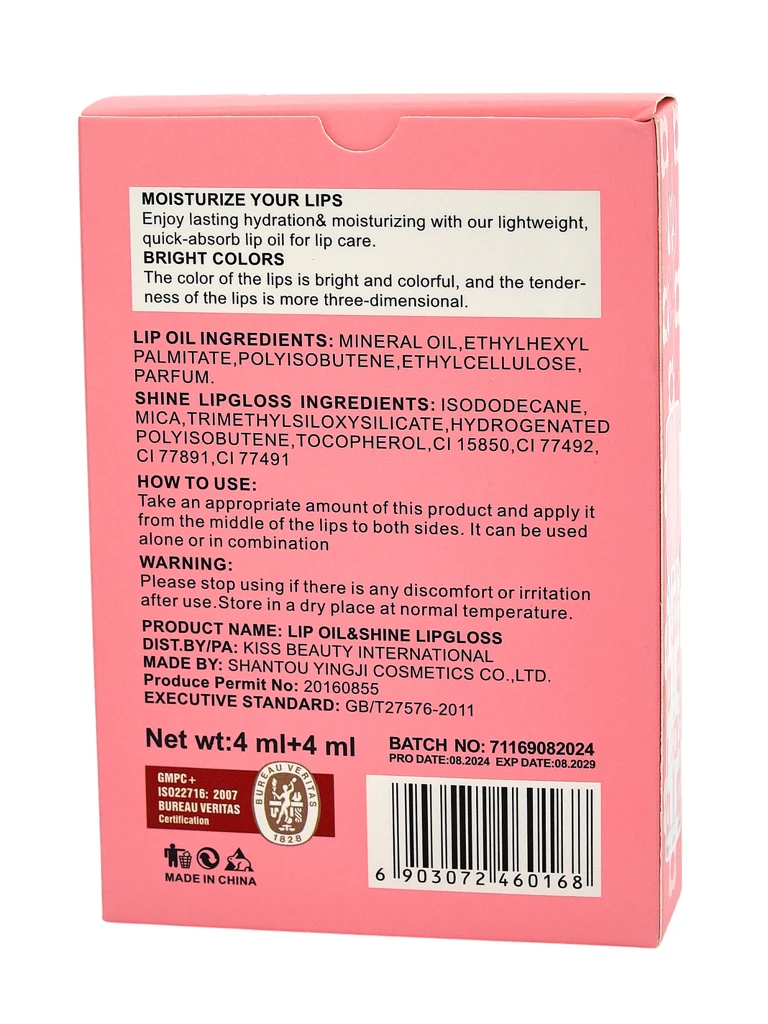 MOISTURIZE YOUR LIPS
Enjoy lasting hydration& moisturizing with our lightweight,
quick-absorb lip oil for lip care.
BRIGHT COLORS
The color of the lips is bright and colorful, and the tender-
ness of the lips is more three-dimensional.
LIP OIL INGREDIENTS: MINERAL OIL,ETHYLHEXYL
PALMITATE,POLYISOBUTENE,ETHYLCELLULOSE,
PARFUM.
SHINE LIPGLOSS INGREDIENTS: ISODODECANE,
MICA,TRIMETHYLSILOXYSILICATE,HYDROGENATED
POLYISOBUTENE,TOCOPHEROL,CI 15850,CI 77492,
CI 77891,CI 77491
HOW TO USE:
Take an appropriate amount of this product and apply it
from the middle of the lips to both sides. It can be used
alone or in combination
WARNING:
Please stop using if there is any discomfort or irritation
after use.Store in a dry place at normal temperature.
PRODUCT NAME: LIP OIL&SHINE LIPGLOSS
DIST.BY/PA: KISS BEAUTY INTERNATIONAL
MADE BY: SHANTOU YINGJI COSMETICS CO.,LTD.
Produce Permit No: 20160855
EXECUTIVE STANDARD: GB/T27576-2011
Net wt:4 ml+4 ml
BATCH NO: 71169082024
PRO DATE:08.2024 EXP DATE:08.2029
GMPC+
ISO22716: 2007
BUREAU VERITAS
Certification
BUREAU VERITAS
1828
MADE IN CHINA
6 903072 460168